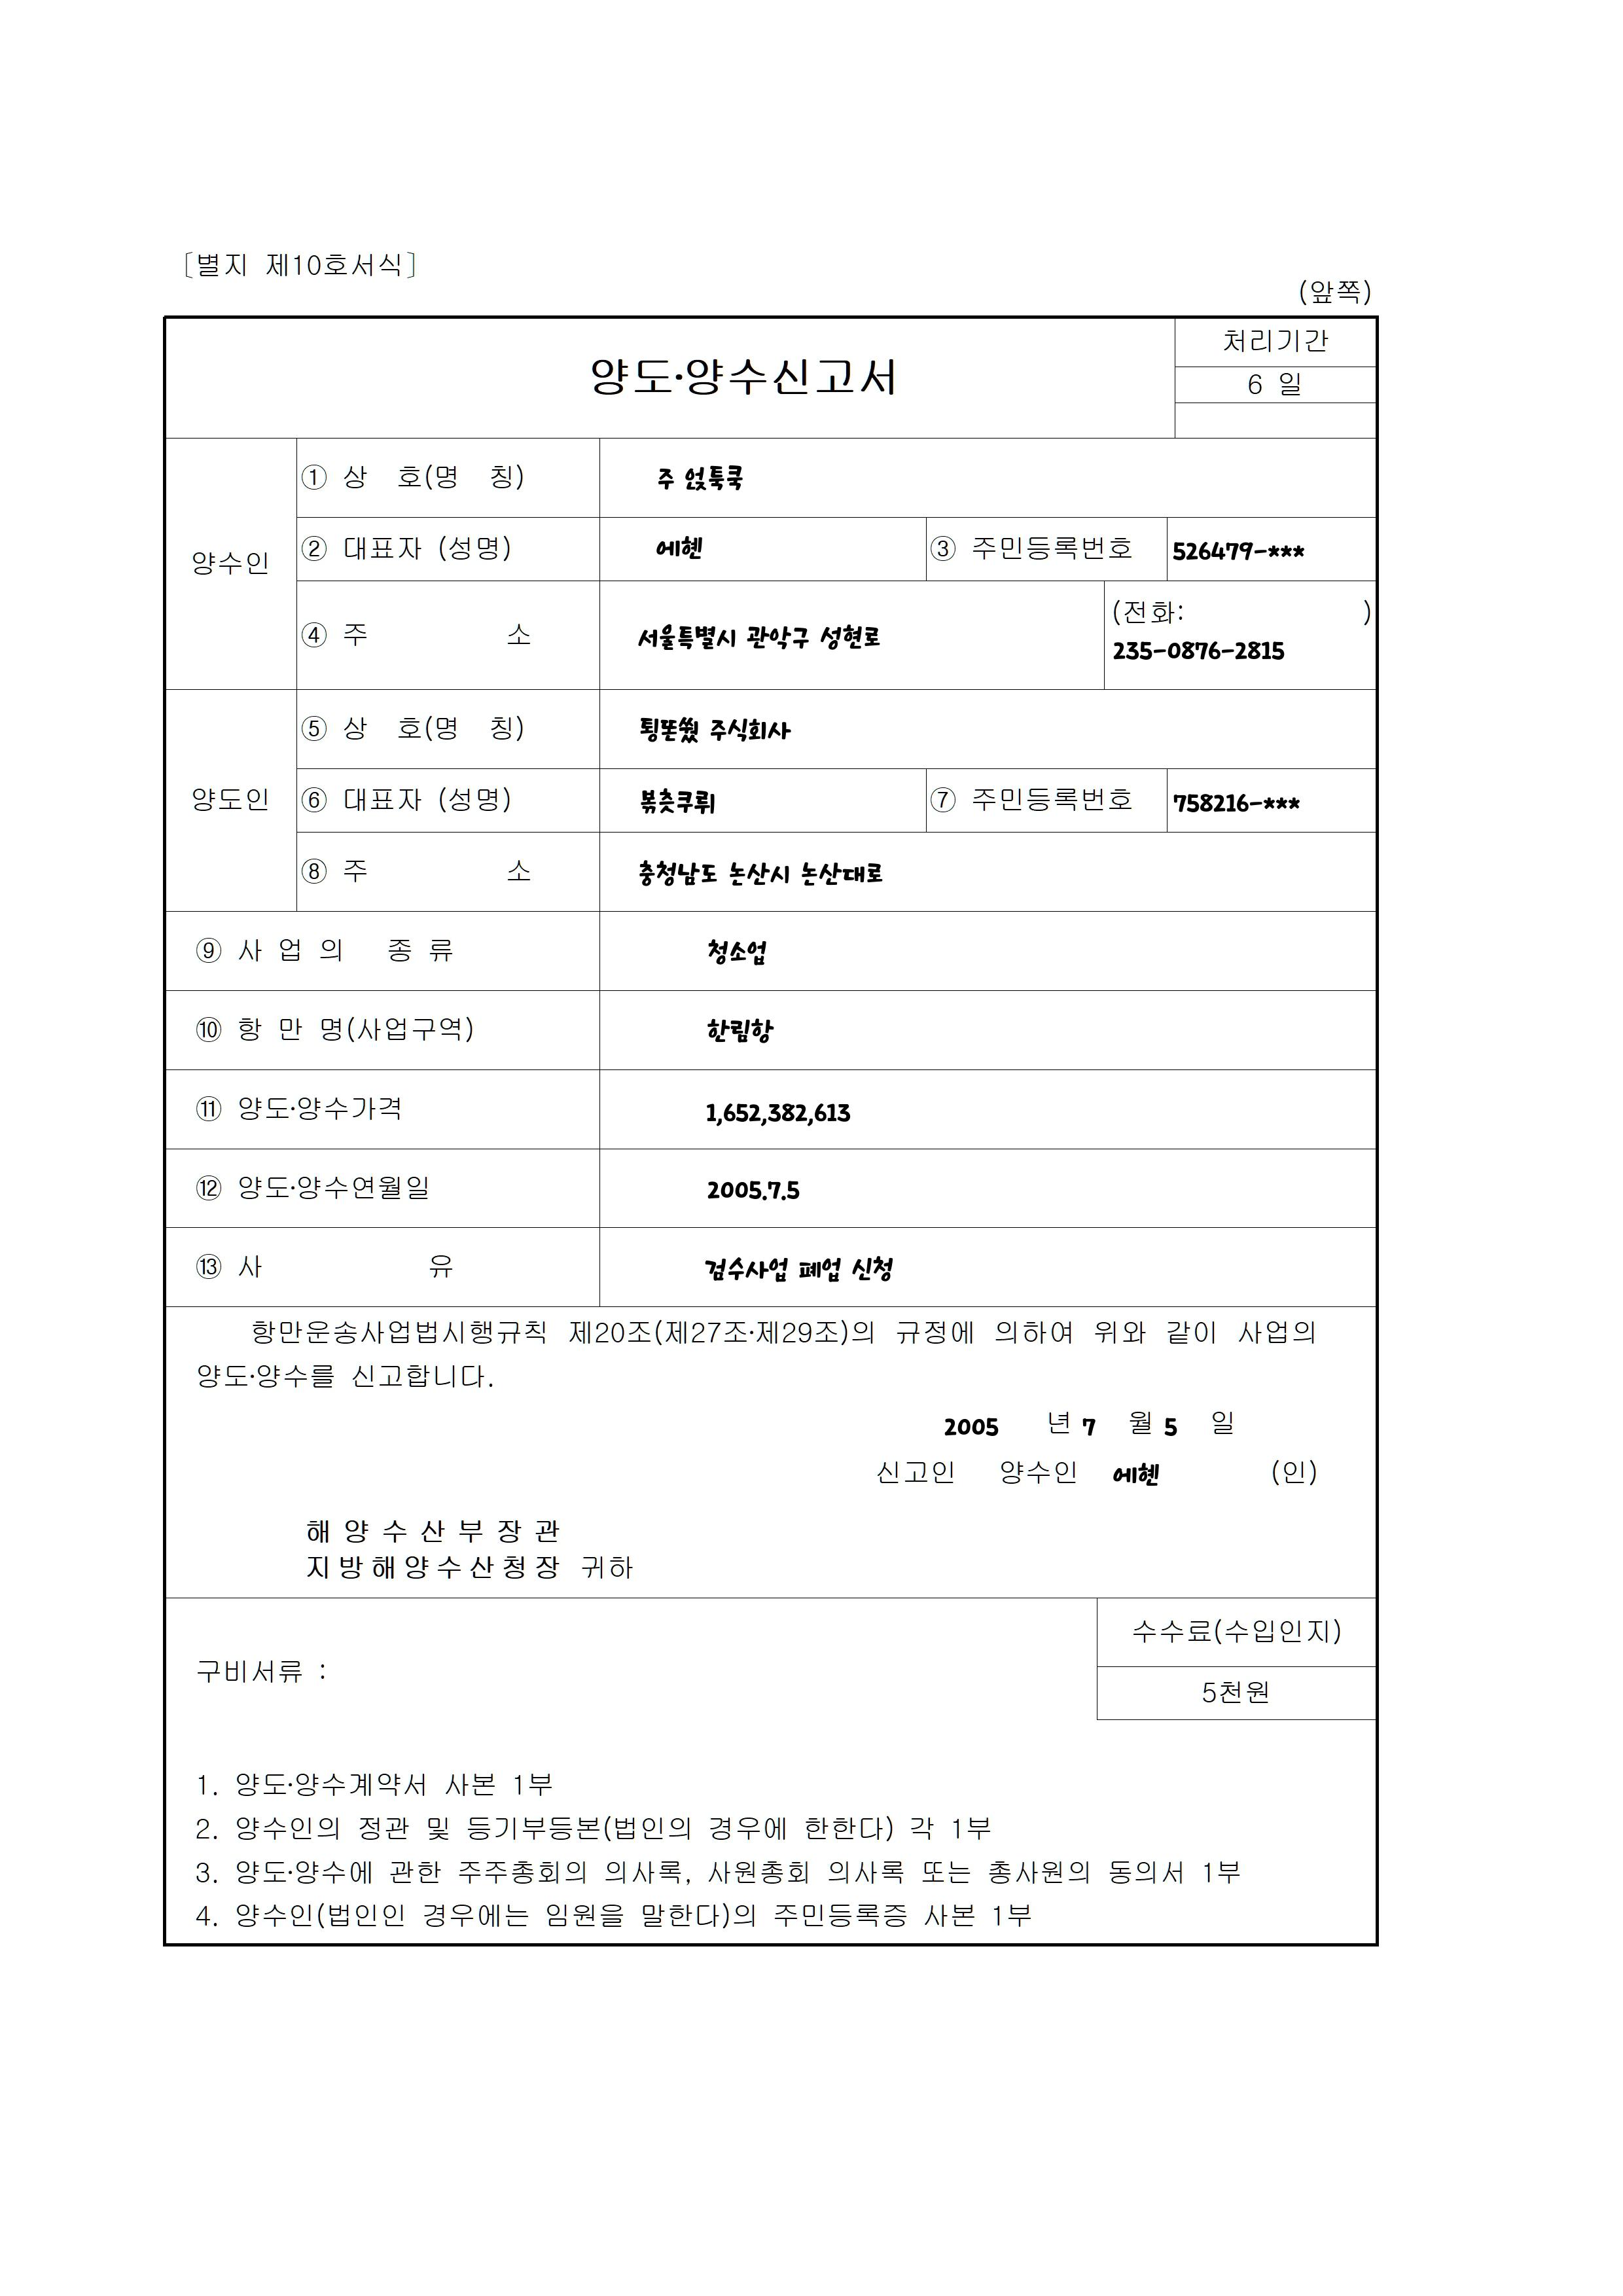 [별지 제10호서식]
(앞쪽)
양도·양수신고서
처리기간
6 일
양수인
① 상 호(명 칭)
주 얹툭쿡
② 대표자 (성명)
에헨
③ 주민등록번호
526479-***
④ 주 소
서울특별시 관악구 성현로
(전화: )
235-0876-2815
양도인
⑤ 상 호(명 칭)
주식회사
⑥ 대표자 (성명)
⑦ 주민등록번호
758216-***
⑧ 주 소
충청남도 논산시 논산대로
⑨ 사 업 의 종 류
청소업
⑩ 항 만 명(사업구역)
한림항
⑪ 양도·양수가격
1,652,382,613
⑫ 양도·양수연월일
2005.7.5
⑬ 사 유
검수사업 폐업 신청
항만운송사업법시행규칙 제20조(제27조·제29조)의 규정에 의하여 위와 같이 사업의
양도·양수를 신고합니다.
2005 년 7 월 5 일
신고인 양수인 에헨 (인)
해 양 수 산 부 장 관
지방해양수산청장 귀하
구비서류 :
수수료(수입인지)
5천원
1. 양도·양수계약서 사본 1부
2. 양수인의 정관 및 등기부등본(법인의 경우에 한한다) 각 1부
3. 양도·양수에 관한 주주총회의 의사록, 사원총회 의사록 또는 총사원의 동의서 1부
4. 양수인(법인인 경우에는 임원을 말한다)의 주민등록증 사본 1부